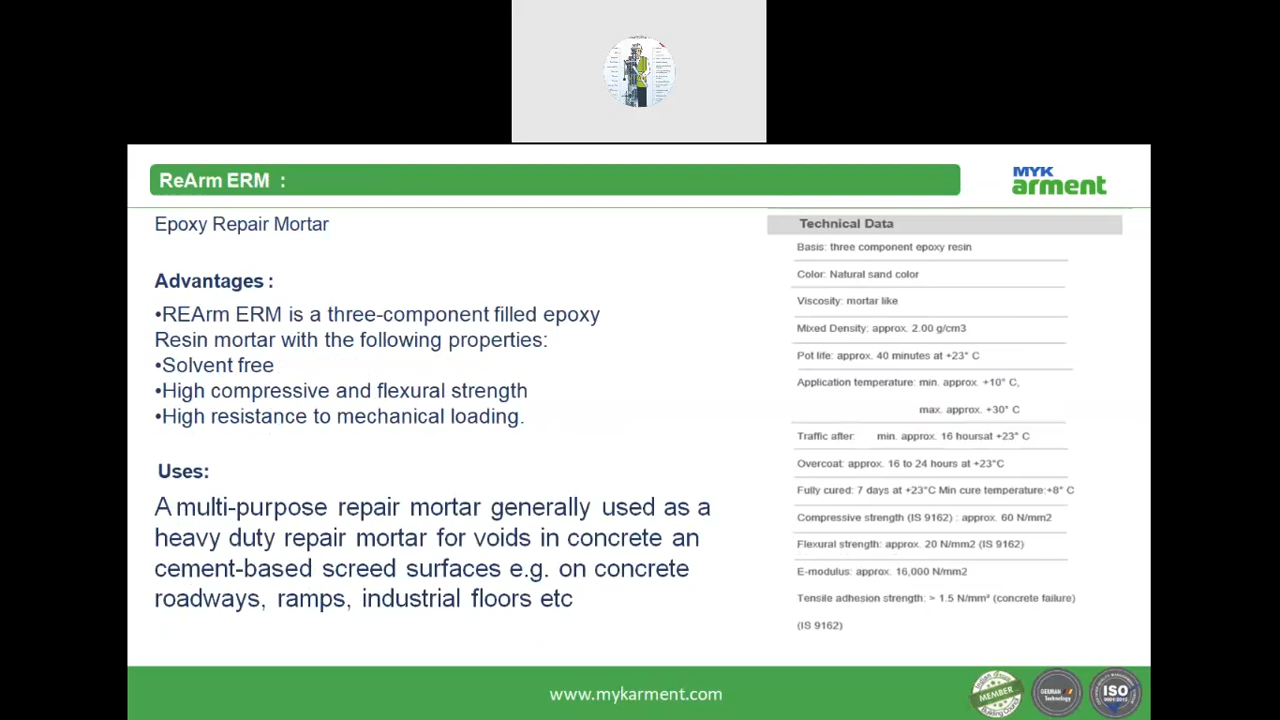 ReArm ERM :
MYK
arment
Epoxy Repair Mortar
Advantages :
•REArm ERM is a three-component filled epoxy
Resin mortar with the following properties:
•Solvent free
•High compressive and flexural strength
•High resistance to mechanical loading.
Uses:
A multi-purpose repair mortar generally used as a
heavy duty repair mortar for voids in concrete an
cement-based screed surfaces e.g. on concrete
roadways, ramps, industrial floors etc
Technical Data
Basis: three component epoxy resin
Color: Natural sand color
Viscosity: mortar like
Mixed Density: approx. 2.00 g/cm3
Pot life: approx. 40 minutes at +23° C
Application temperature: min. approx. +10° C,
max. approx. +30° C
Traffic after: min. approx. 16 hoursat +23° C
Overcoat: approx. 16 to 24 hours at +23°C
Fully cured: 7 days at +23°C Min cure temperature:+8° C
Compressive strength (IS 9162) : approx. 60 N/mm2
Flexural strength: approx. 20 N/mm2 (IS 9162)
E-modulus: approx. 16,000 N/mm2
Tensile adhesion strength: > 1.5 N/mm² (concrete failure)
(IS 9162)
www.mykarment.com
MEMBER
GERMAN
Technology
ISO